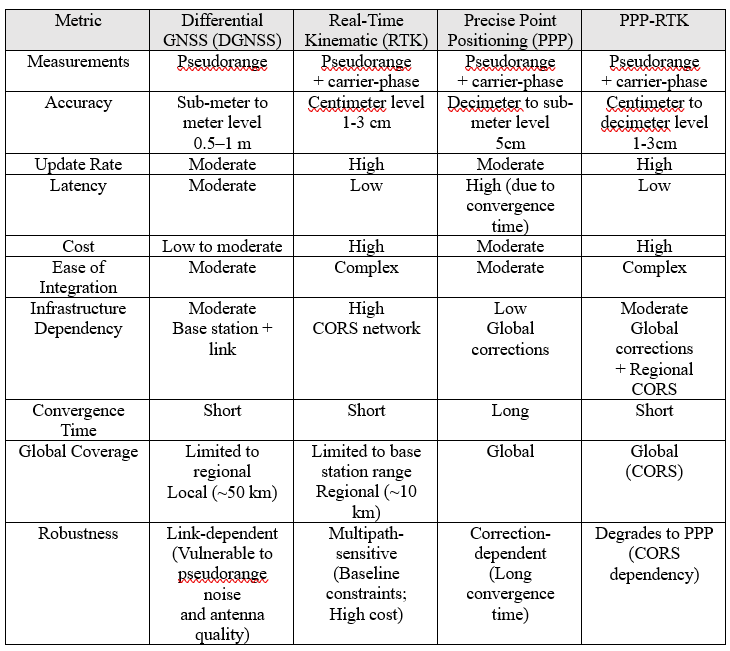 Metric
Differential
GNSS (DGNSS)
Real-Time
Kinematic (RTK)
Precise Point
Positioning (PPP)
PPP-RTK
Measurements
Pseudorange
Pseudorange
+ carrier-phase
Pseudorange
+ carrier-phase
Pseudorange
+ carrier-phase
Accuracy
Sub-meter to
meter level
0.5–1 m
Centimeter level
1-3 cm
Decimeter to sub-
meter level
5cm
Centimeter to
decimeter level
1-3cm
Update Rate
Moderate
High
Moderate
High
Latency
Moderate
Low
High (due to
convergence
time)
Low
Cost
Low to moderate
High
Moderate
High
Ease of
Integration
Moderate
Complex
Moderate
Complex
Infrastructure
Dependency
Moderate
Base station +
link
High
CORS network
Low
Global
corrections
Moderate
Global
corrections
+ Regional
CORS
Convergence
Time
Short
Short
Long
Short
Global Coverage
Limited to
regional
Local (~50 km)
Limited to base
station range
Regional (~10
km)
Global
Global
(CORS)
Robustness
Link-dependent
(Vulnerable to
pseudorange
noise
and antenna
quality)
Multipath-
sensitive
(Baseline
constraints;
High cost)
Correction-
dependent
(Long
convergence
time)
Degrades to PPP
(CORS
dependency)